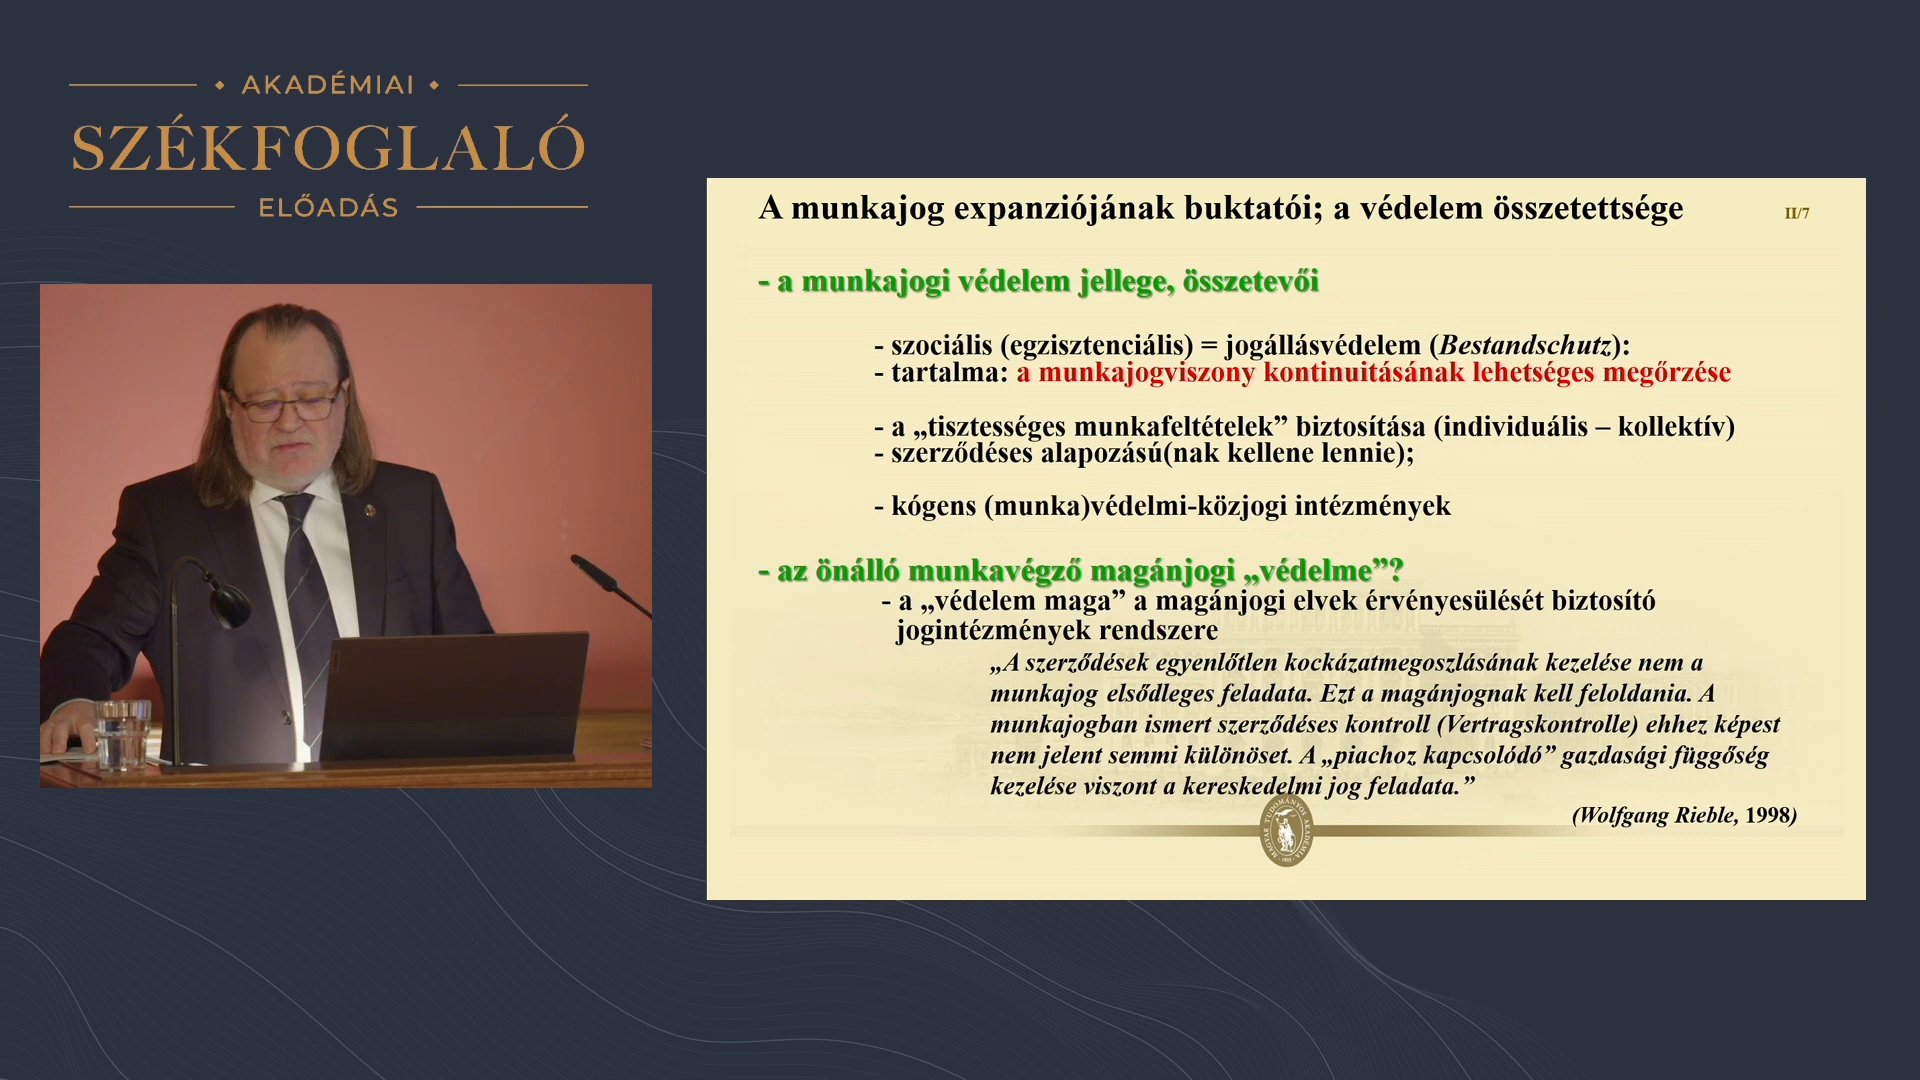 AKADÉMIAI
SZÉKFOGLALÓ
ELŐADÁS
A munkajog expanziójának buktatói; a védelem összetettsége
II/7
- a munkajogi védelem jellege, összetevői
- szociális (egzisztenciális) = jogállásvédelem (Bestandschutz):
- tartalma: a munkajogviszony kontinuitásának lehetséges megőrzése
- a „tisztességes munkafeltételek” biztosítása (individuális – kollektív)
- szerződéses alapozású(nak kellene lennie);
- kógens (munka)védelmi-közjogi intézmények
- az önálló munkavégző magánjogi „védelme”?
- a „védelem maga” a magánjogi elvek érvényesülését biztosító
jogintézmények rendszere
„A szerződések egyenlőtlen kockázatmegoszlásának kezelése nem a
munkajog elsődleges feladata. Ezt a magánjognak kell feloldania. A
munkajogban ismert szerződéses kontroll (Vertragskontrolle) ehhez képest
nem jelent semmi különöset. A „piachoz kapcsolódó” gazdasági függőség
kezelése viszont a kereskedelmi jog feladata.”
(Wolfgang Rieble, 1998)
MAGYAR TUDOMÁNYOS AKADÉMIA